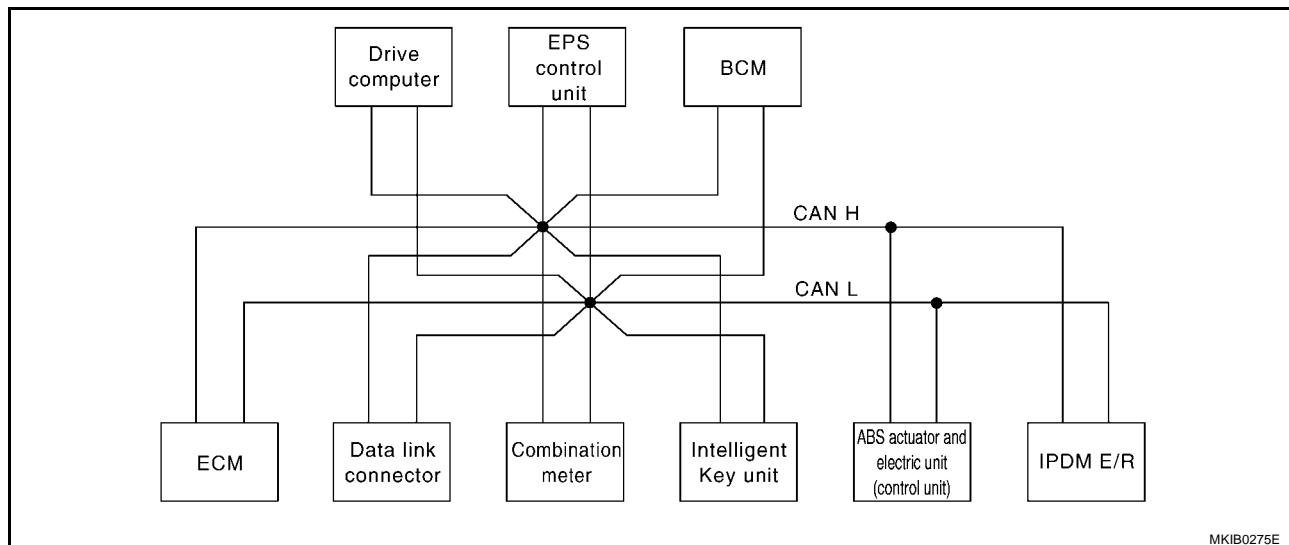 Drive
computer
EPS
control
unit
BCM
CAN H
CAN L
ECM
Data link
connector
Combination
meter
Intelligent
Key unit
ABS actuator and
electric unit
(control unit)
IPDM E/R
MKIB0275E